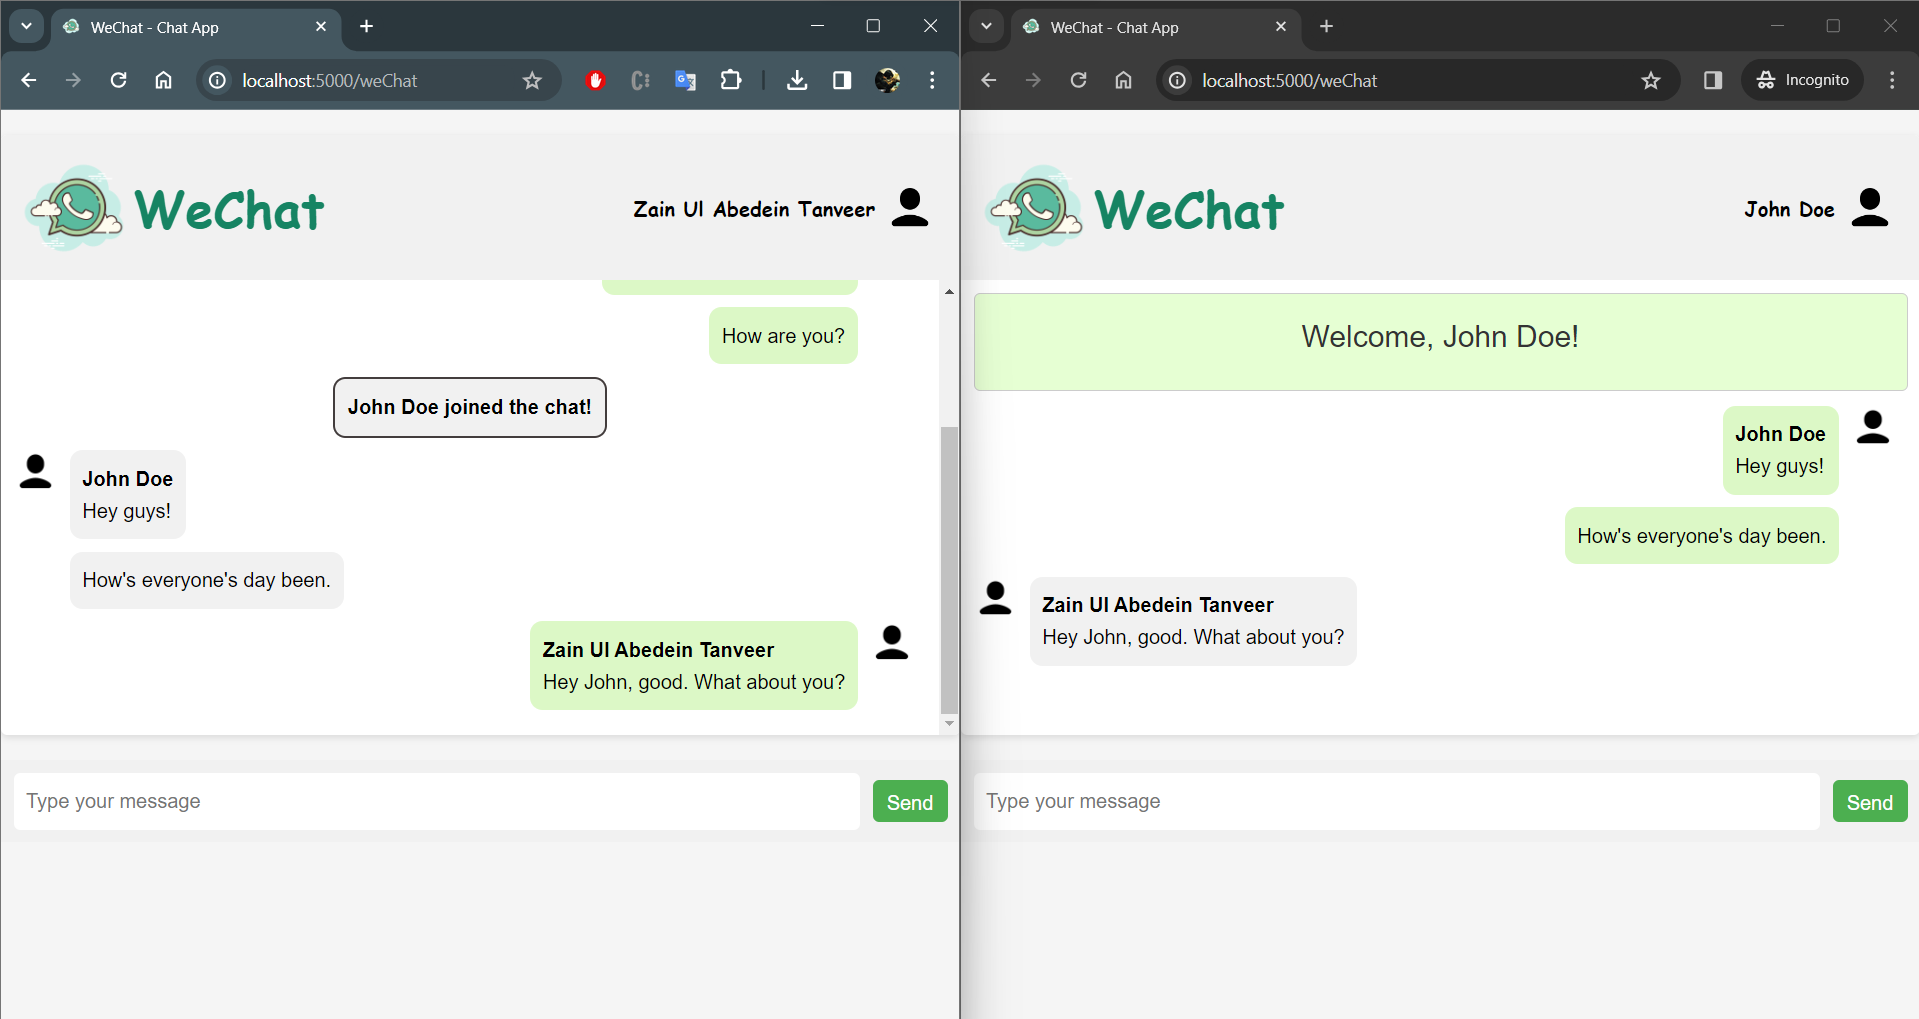 WeChat - Chat App
localhost:5000/weChat
WeChat
Zain Ul Abedein Tanveer
How are you?
John Doe joined the chat!
John Doe
Hey guys!
How's everyone's day been.
Zain Ul Abedein Tanveer
Hey John, good. What about you?
Type your message
Send
WeChat - Chat App
localhost:5000/weChat
Incognito
WeChat
John Doe
Welcome, John Doe!
John Doe
Hey guys!
How's everyone's day been.
Zain Ul Abedein Tanveer
Hey John, good. What about you?
Type your message
Send